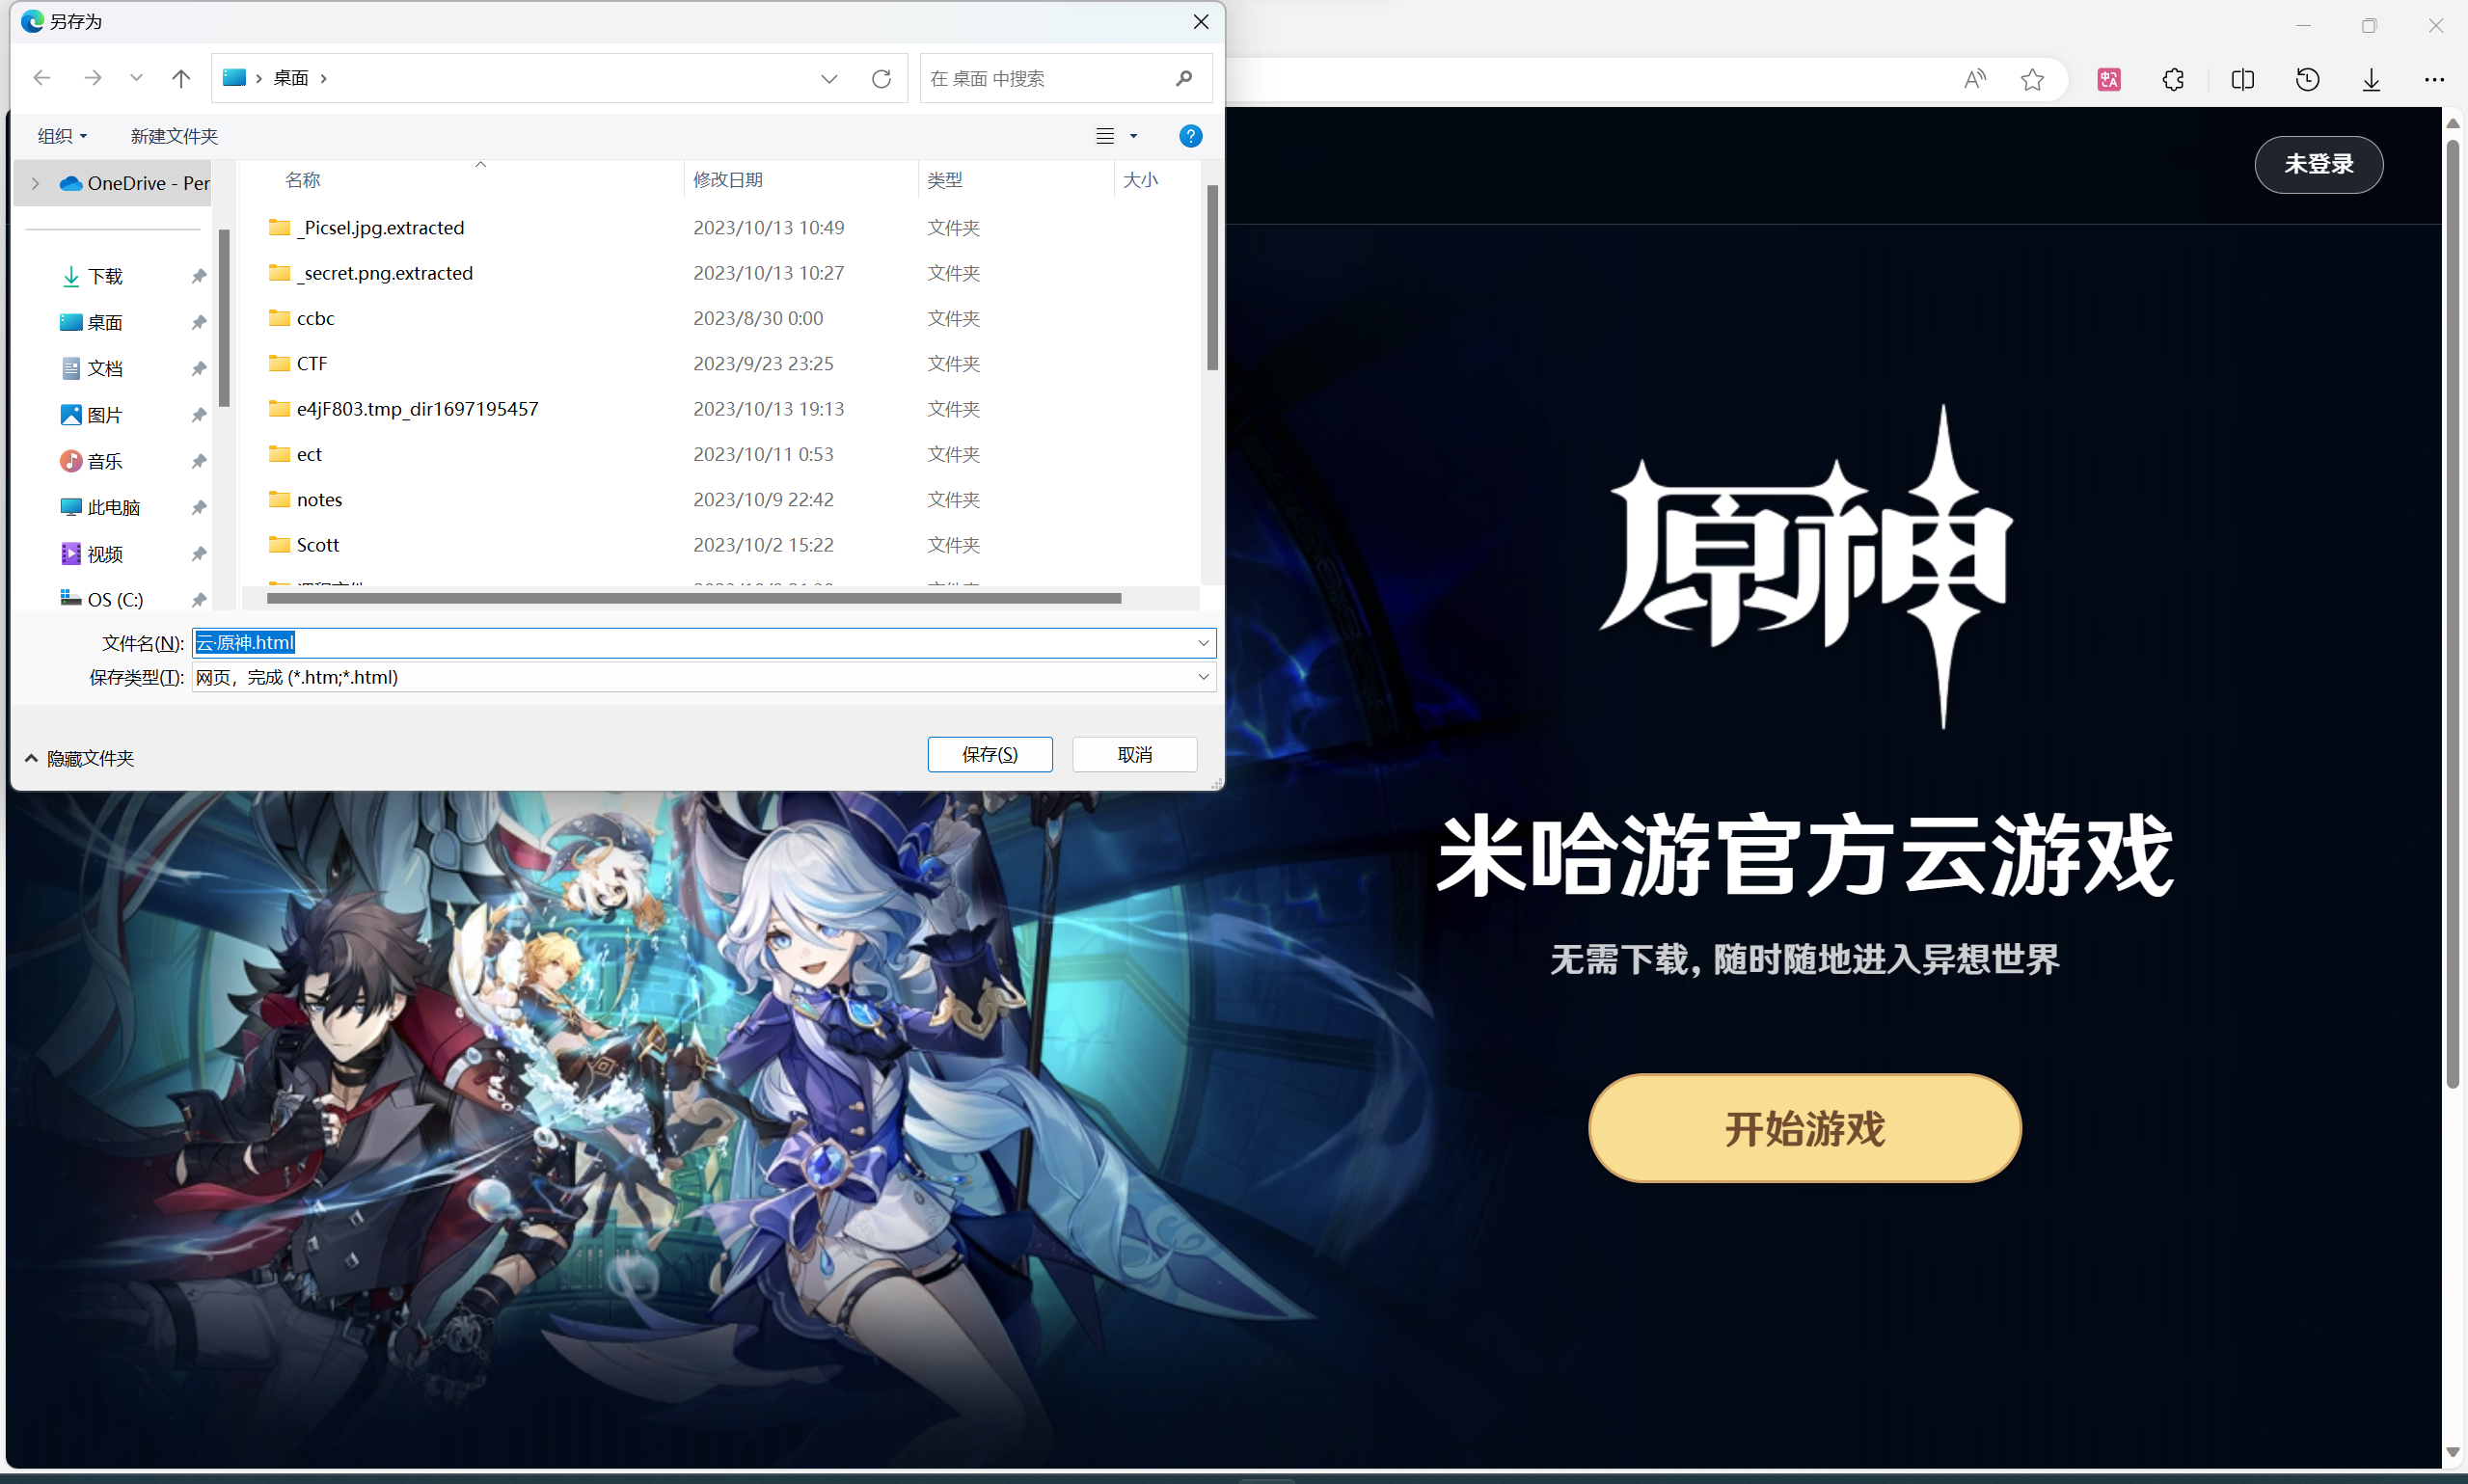 另存为
桌面
在 桌面 中搜索
组织
新建文件夹
未登录
OneDrive - Per
名称
修改日期
类型
大小
_Picsel.jpg.extracted
2023/10/13 10:49
文件夹
_secret.png.extracted
2023/10/13 10:27
文件夹
下载
ccbc
2023/8/30 0:00
文件夹
桌面
CTF
2023/9/23 23:25
文件夹
文档
e4jF803.tmp_dir1697195457
2023/10/13 19:13
文件夹
图片
ect
2023/10/11 0:53
文件夹
音乐
notes
2023/10/9 22:42
文件夹
此电脑
Scott
2023/10/2 15:22
文件夹
视频
OS (C:)
文件名(N):
云·原神.html
保存类型(T):
网页，完成 (*.htm;*.html)
隐藏文件夹
保存(S)
取消
原神
米哈游官方云游戏
无需下载，随时随地进入异想世界
开始游戏